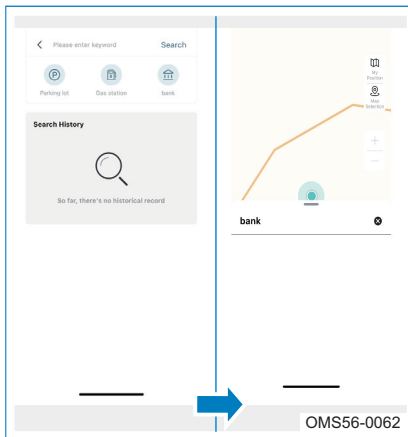 Please enter keyword Search
Parking lot Gas station bank
Search History
So far, there's no historical record
My
Position
Map
Selection
bank
OMS56-0062